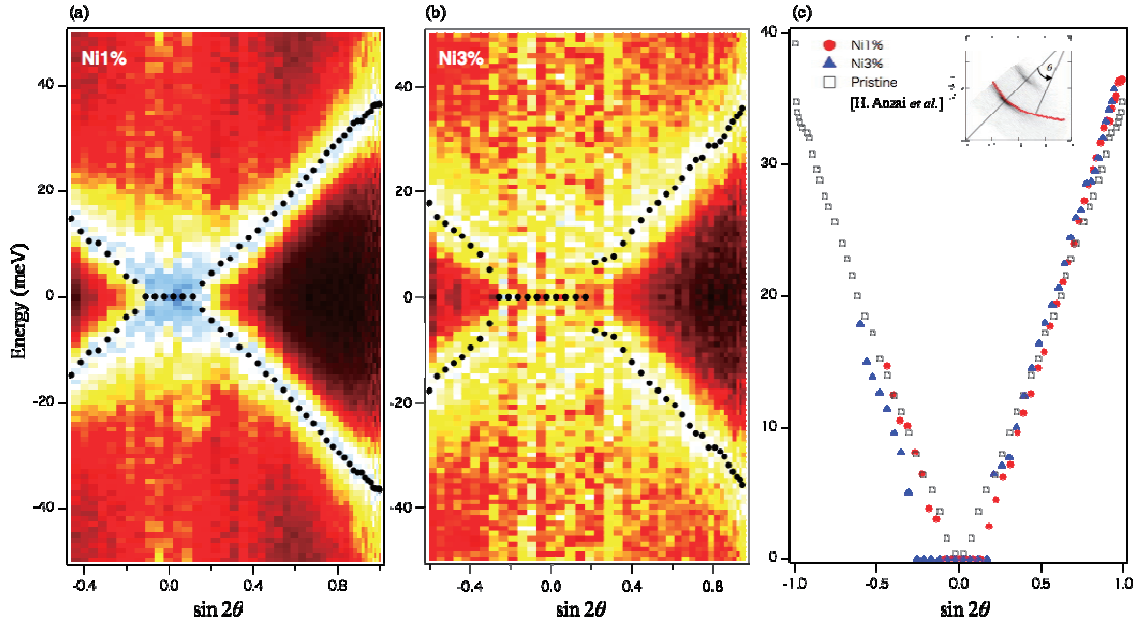 (a)
(b)
(c)
Ni1%
Ni3%
40
20
0
-20
-40
Energy (meV)
-0.4
0.0
0.4
0.8
sin 2θ
40
20
0
-20
-40
-0.4
0.0
0.4
0.8
sin 2θ
Ni1%
Ni3%
Pristine
[H. Anzai et al.]
θ
40
30
20
10
0
-1.0
-0.5
0.0
0.5
1.0
sin 2θ